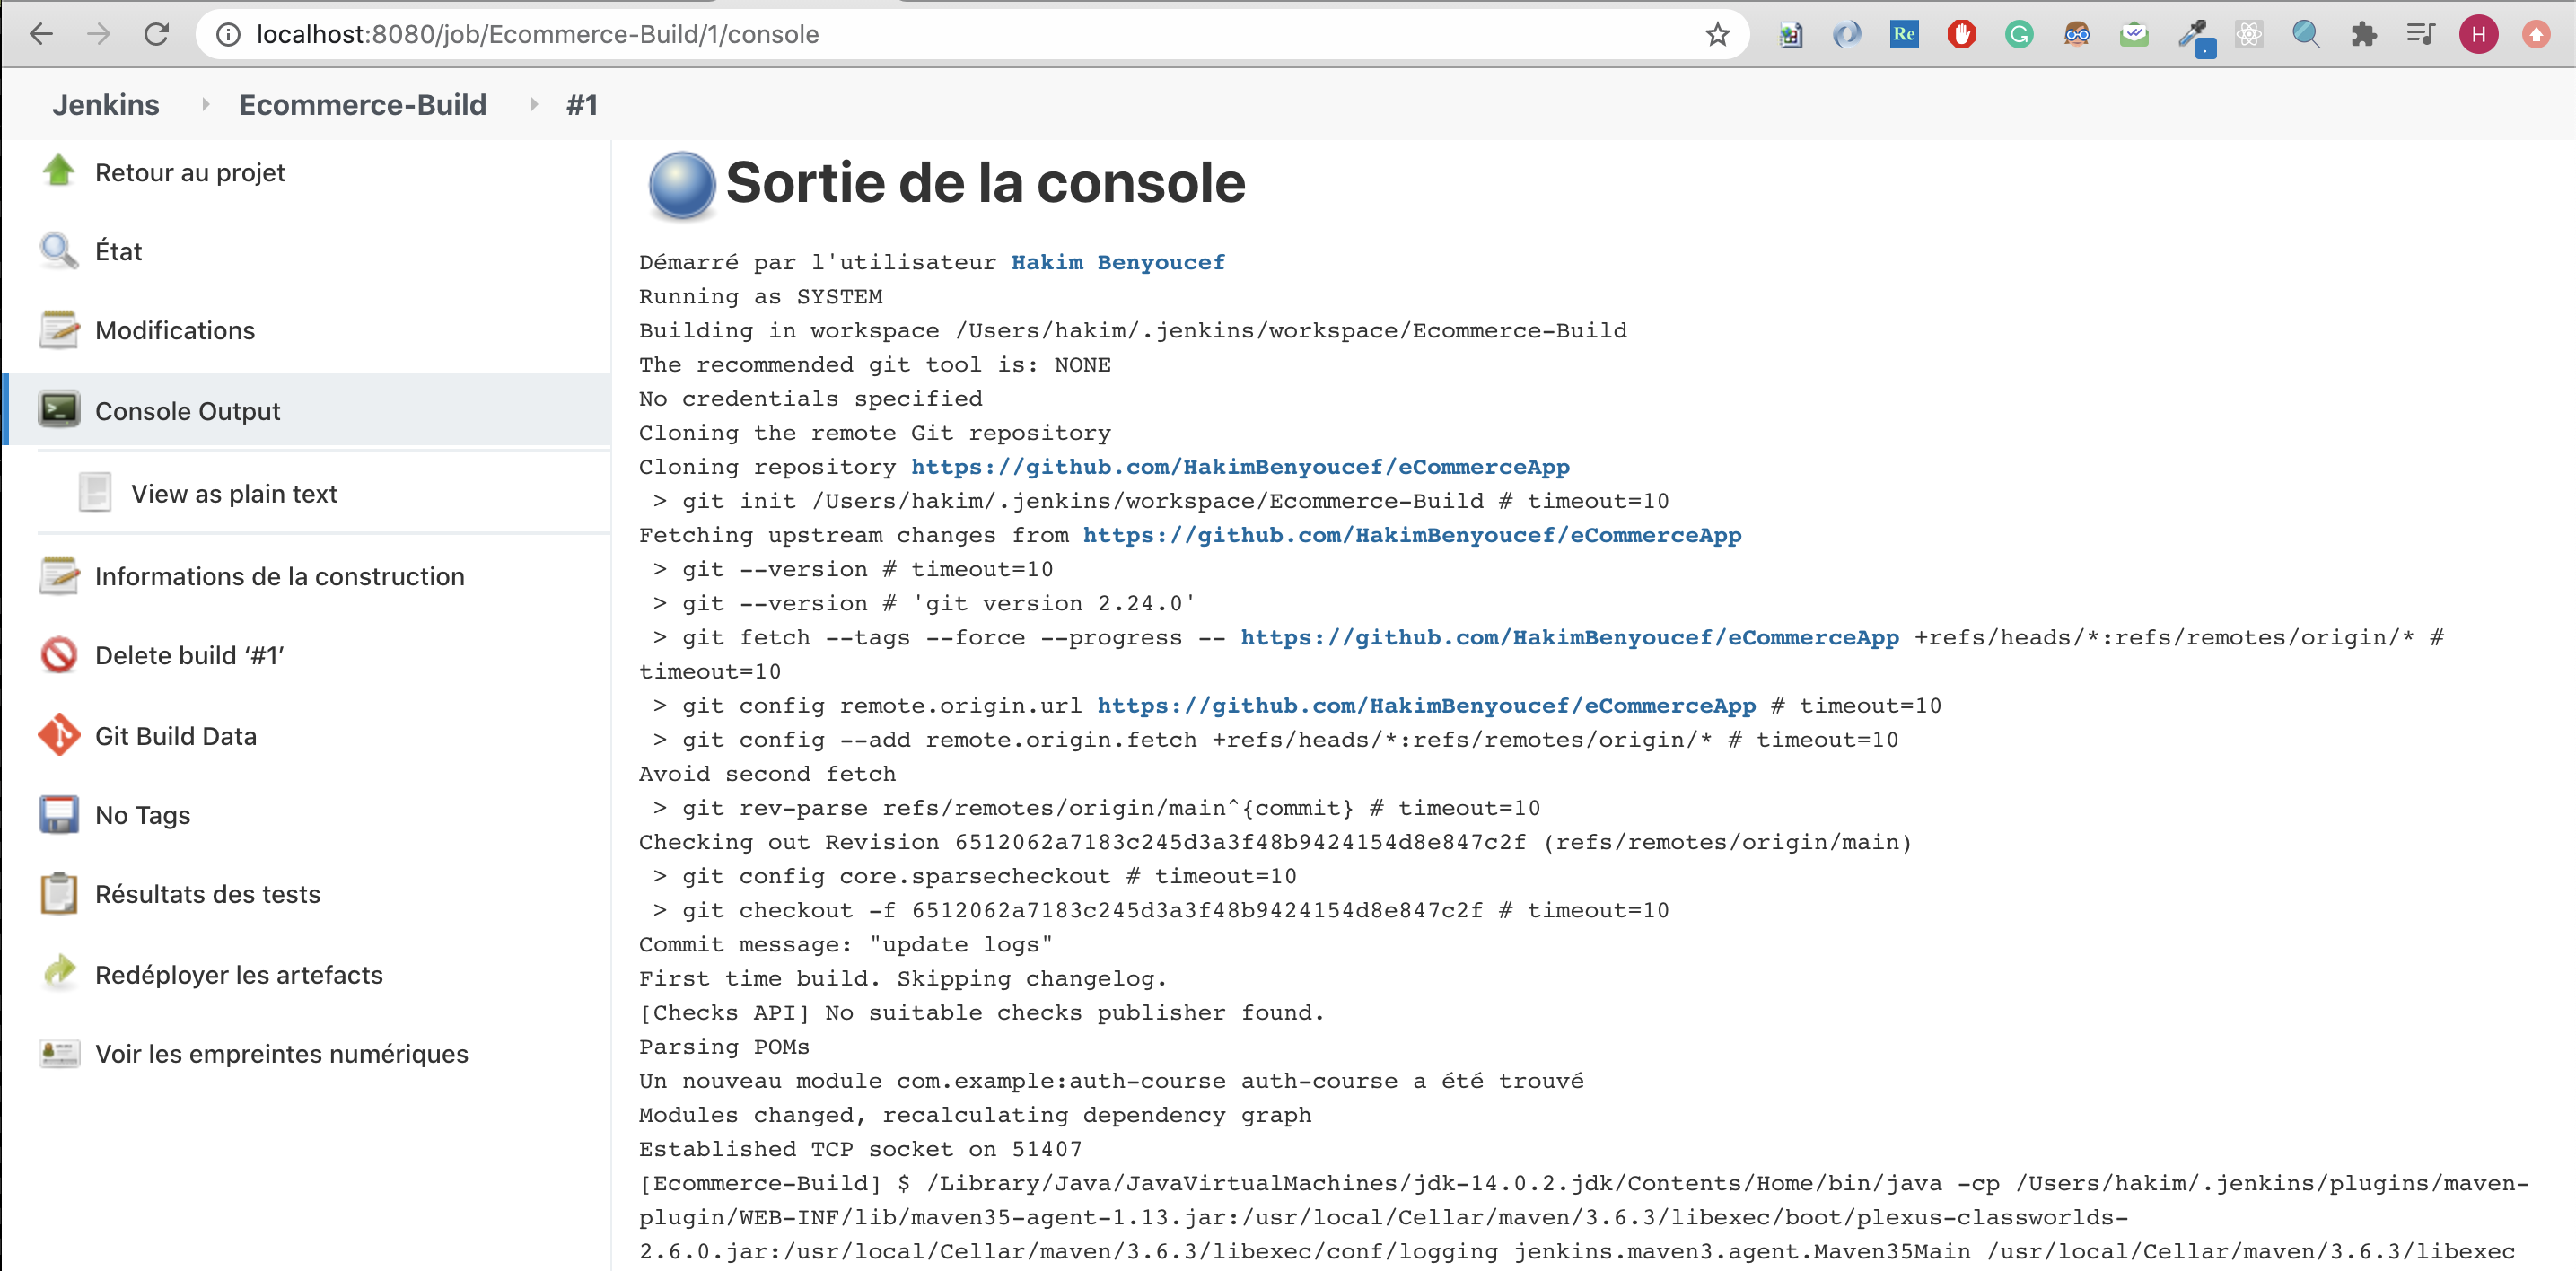 localhost:8080/job/Ecommerce-Build/1/console
Re
H
Jenkins Ecommerce-Build #1
Retour au projet
État
Modifications
Console Output
View as plain text
Informations de la construction
Delete build ‘#1’
Git Build Data
No Tags
Résultats des tests
Redéployer les artefacts
Voir les empreintes numériques
Sortie de la console
Démarré par l'utilisateur Hakim Benyoucef
Running as SYSTEM
Building in workspace /Users/hakim/.jenkins/workspace/Ecommerce-Build
The recommended git tool is: NONE
No credentials specified
Cloning the remote Git repository
Cloning repository https://github.com/HakimBenyoucef/eCommerceApp
> git init /Users/hakim/.jenkins/workspace/Ecommerce-Build # timeout=10
Fetching upstream changes from https://github.com/HakimBenyoucef/eCommerceApp
> git --version # timeout=10
> git --version # 'git version 2.24.0'
> git fetch --tags --force --progress -- https://github.com/HakimBenyoucef/eCommerceApp +refs/heads/*:refs/remotes/origin/* #
timeout=10
> git config remote.origin.url https://github.com/HakimBenyoucef/eCommerceApp # timeout=10
> git config --add remote.origin.fetch +refs/heads/*:refs/remotes/origin/* # timeout=10
Avoid second fetch
> git rev-parse refs/remotes/origin/main^{commit} # timeout=10
Checking out Revision 6512062a7183c245d3a3f48b9424154d8e847c2f (refs/remotes/origin/main)
> git config core.sparsecheckout # timeout=10
> git checkout -f 6512062a7183c245d3a3f48b9424154d8e847c2f # timeout=10
Commit message: "update logs"
First time build. Skipping changelog.
[Checks API] No suitable checks publisher found.
Parsing POMs
Un nouveau module com.example:auth-course auth-course a été trouvé
Modules changed, recalculating dependency graph
Established TCP socket on 51407
[Ecommerce-Build] $ /Library/Java/JavaVirtualMachines/jdk-14.0.2.jdk/Contents/Home/bin/java -cp /Users/hakim/.jenkins/plugins/maven-
plugin/WEB-INF/lib/maven35-agent-1.13.jar:/usr/local/Cellar/maven/3.6.3/libexec/boot/plexus-classworlds-
2.6.0.jar:/usr/local/Cellar/maven/3.6.3/libexec/conf/logging jenkins.maven3.agent.Maven35Main /usr/local/Cellar/maven/3.6.3/libexec